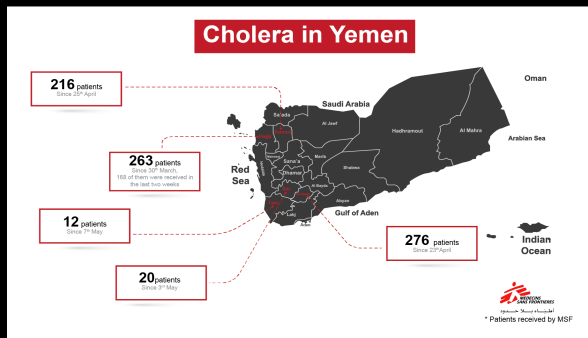 Cholera in Yemen
216 patients
Since 25th April
Oman
Saudi Arabia
Sa'ada
Al Jawf
Hadhramout
Al Mahra
Arabian Sea
263 patients
Since 30th March,
168 of them were received in
the last two weeks
Red
Sea
Sana'a
Marib
Dhamar
Shabwa
Al Bayda
Abyan
12 patients
Since 7th May
Lahj
Aden
Gulf of Aden
276 patients
Since 23rd April
Indian
Ocean
20 patients
Since 3rd May
MEDECINS
SANS FRONTIERES
أطباء بلا حدود
* Patients received by MSF